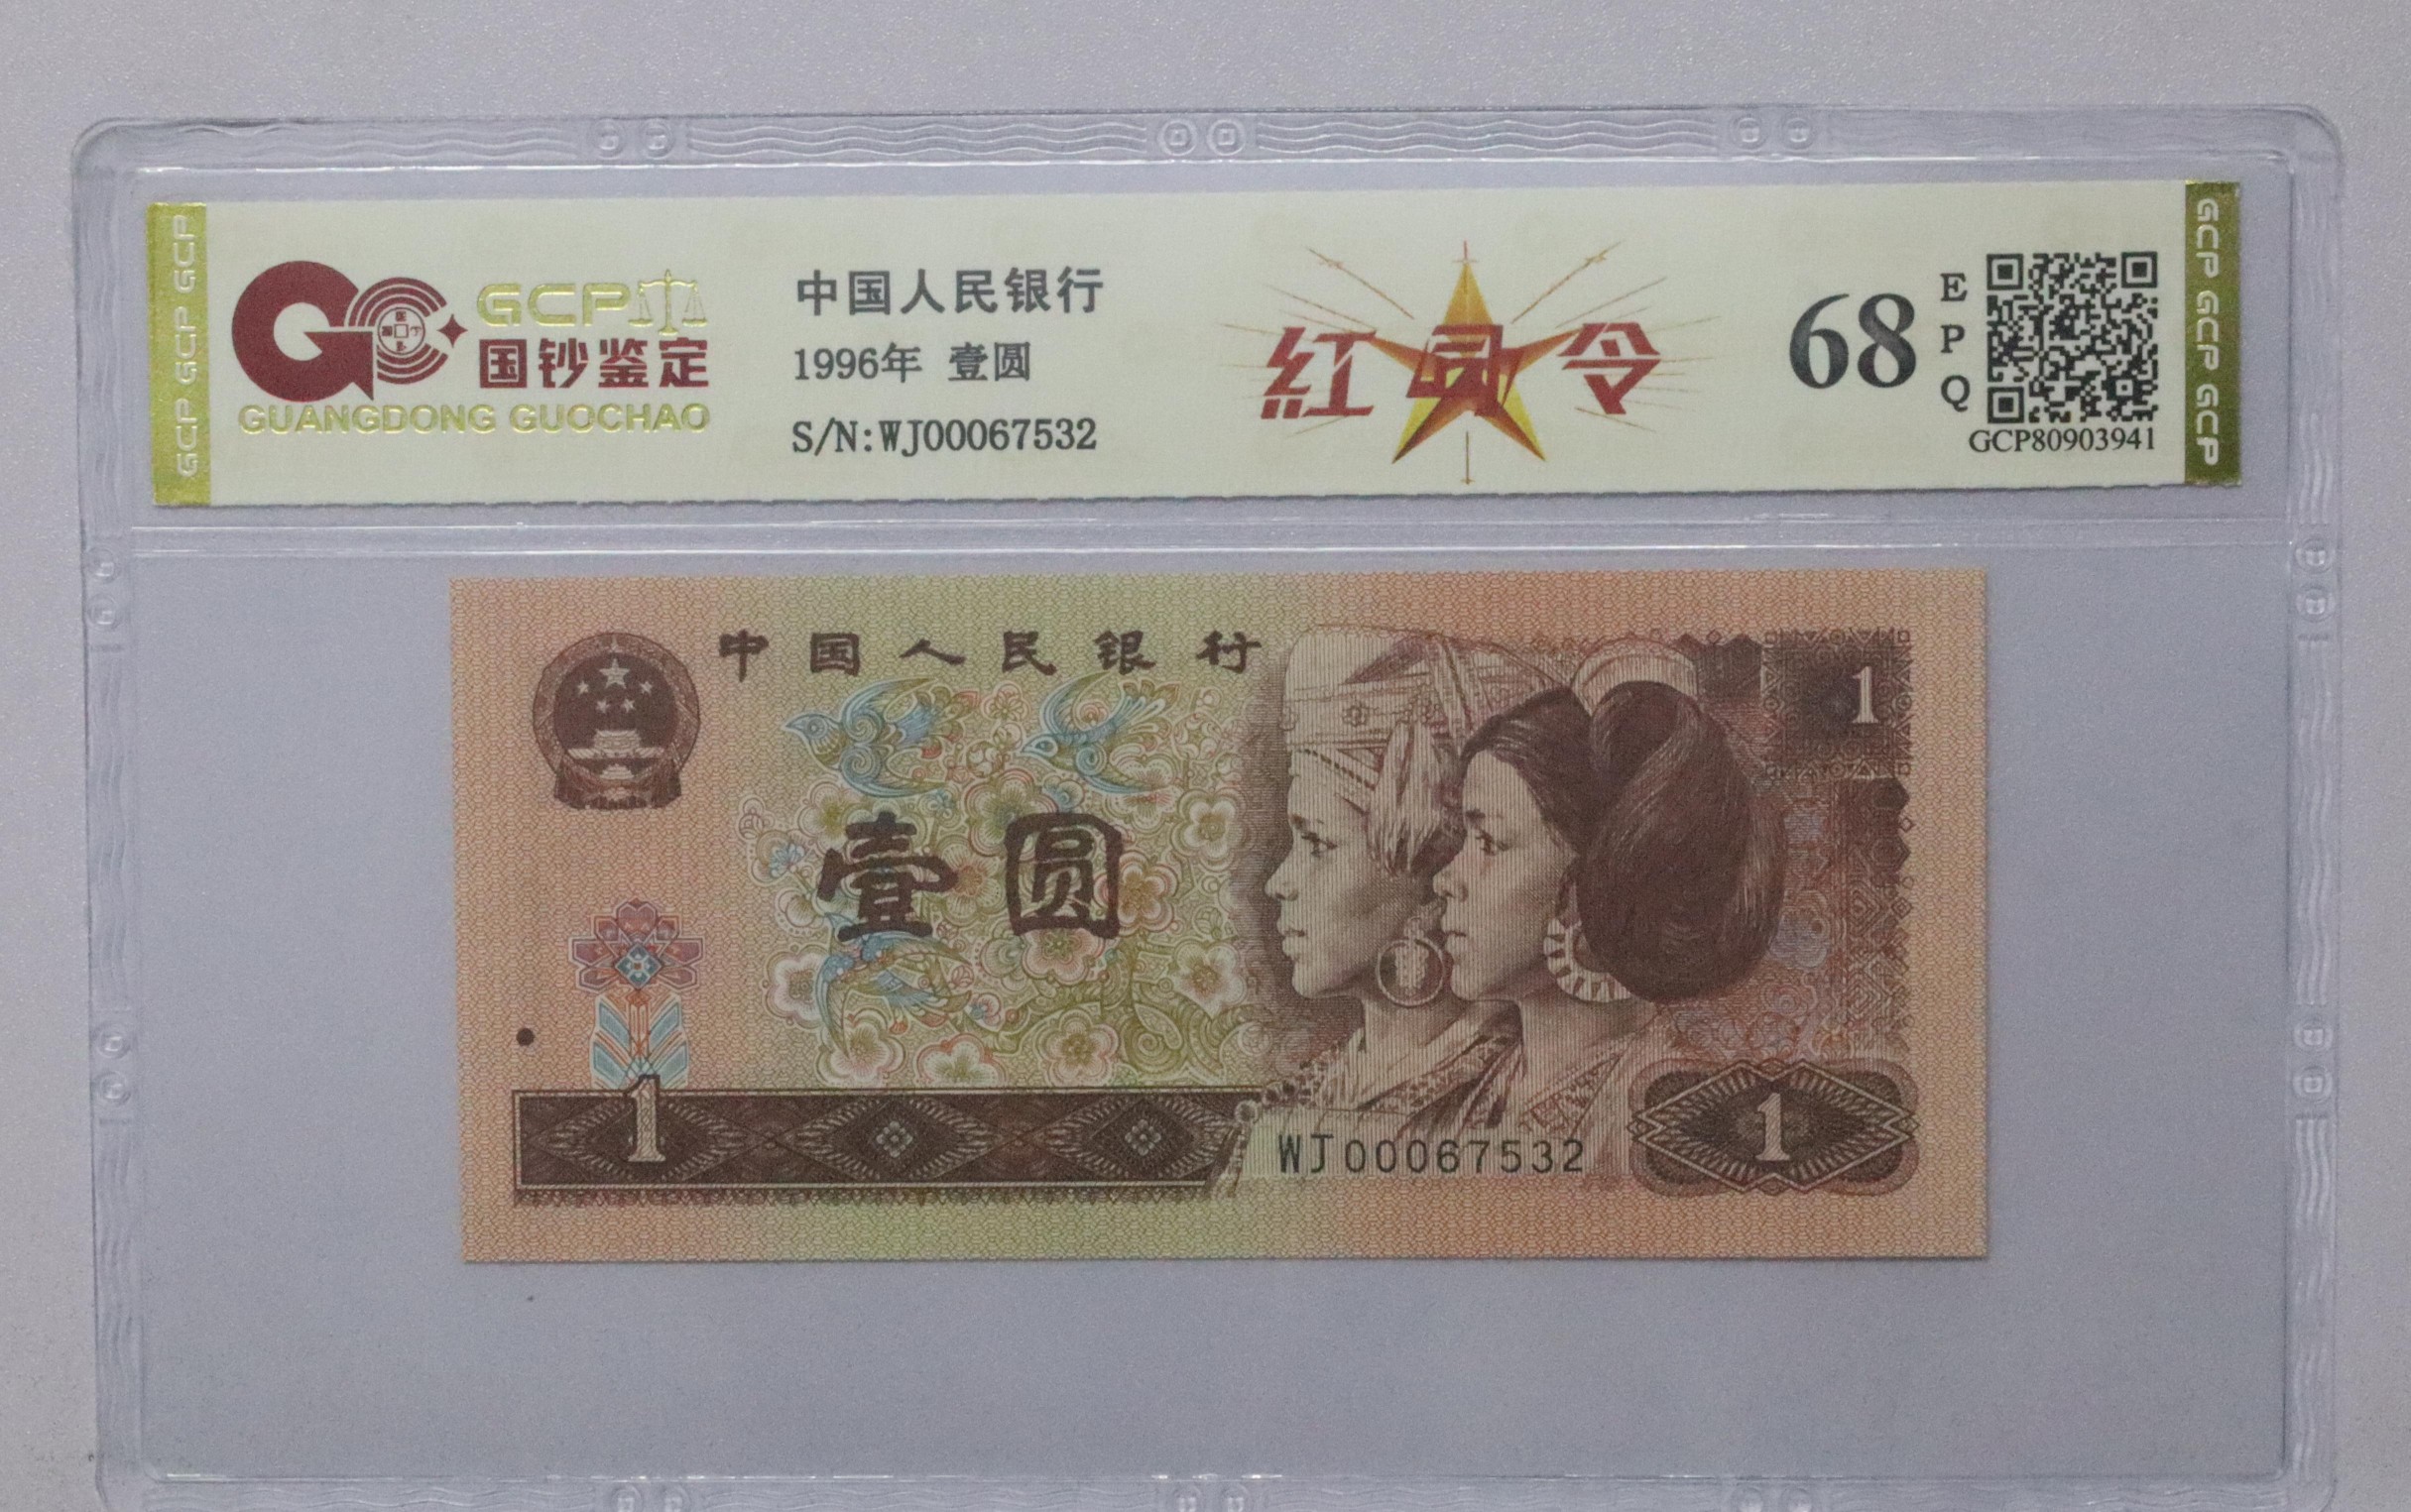 GCP
国钞鉴定
GUANGDONG GUOCHAO
中国人民银行
1996年 壹圆
S/N:WJ00067532
紅 令
68
EPQ
GCP80903941
GCP GCP GCP
GCP GCP GCP
中国人民银行
1
壹圆
1
WJ00067532
1